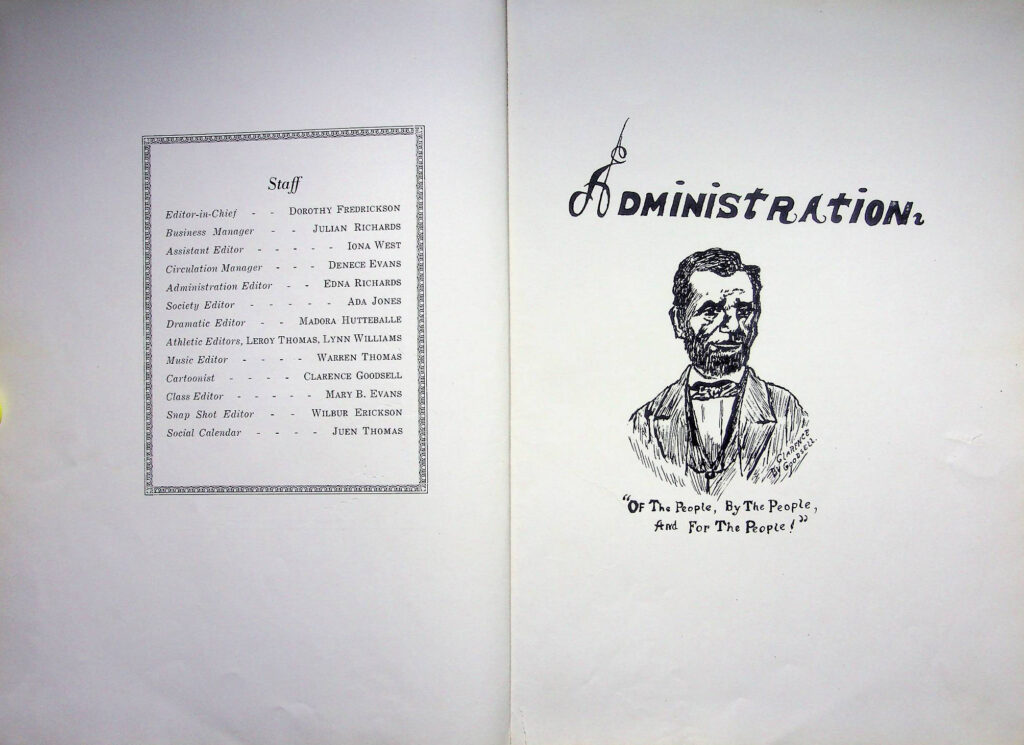 Staff
Editor-in-Chief - - DOROTHY FREDRICKSON
Business Manager - - JULIAN RICHARDS
Assistant Editor - - - - - IONA WEST
Circulation Manager - - - DENECE EVANS
Administration Editor - - EDNA RICHARDS
Society Editor - - - - - ADA JONES
Dramatic Editor - - MADORA HUTTEBALLE
Athletic Editors, LEROY THOMAS, LYNN WILLIAMS
Music Editor - - - - WARREN THOMAS
Cartoonist - - - - CLARENCE GOODSELL
Class Editor - - - - - MARY B. EVANS
Snap Shot Editor - - WILBUR ERICKSON
Social Calendar - - - - JUEN THOMAS
ADMINISTRATION
CLARENCE
BY GOODSELL.
"OF The People, By The People,
And For The People!"